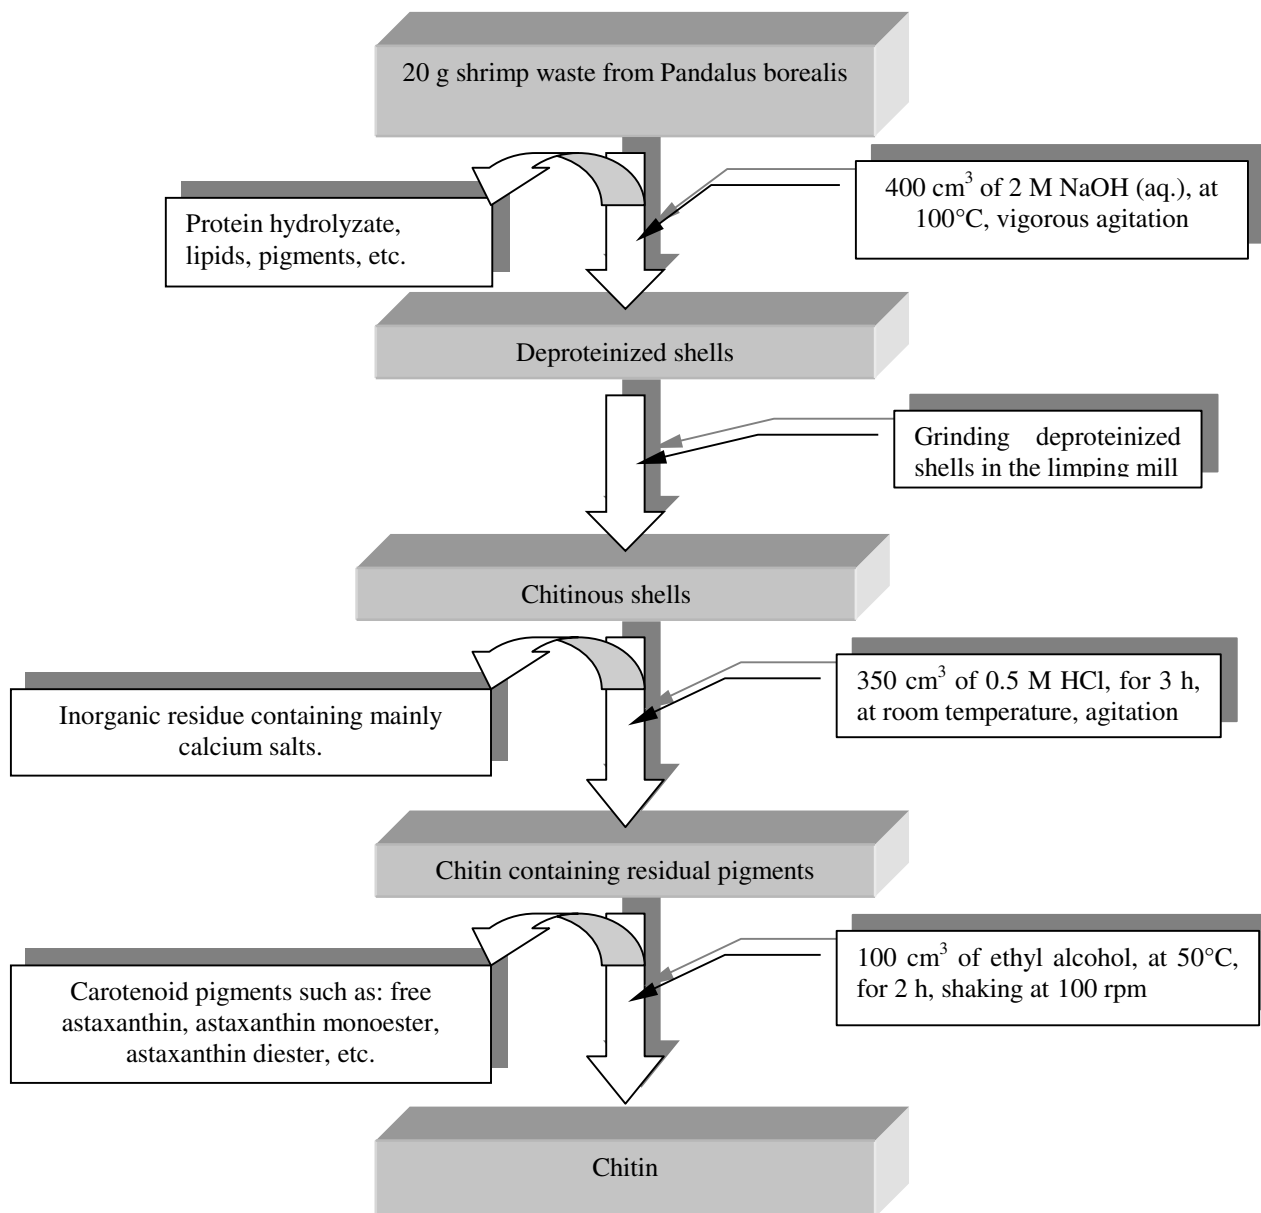 20 g shrimp waste from Pandalus borealis
400 cm³ of 2 M NaOH (aq.), at
100°C, vigorous agitation
Protein hydrolyzate,
lipids, pigments, etc.
Deproteinized shells
Grinding deproteinized
shells in the limping mill
Chitinous shells
350 cm³ of 0.5 M HCl, for 3 h,
at room temperature, agitation
Inorganic residue containing mainly
calcium salts.
Chitin containing residual pigments
100 cm³ of ethyl alcohol, at 50°C,
for 2 h, shaking at 100 rpm
Carotenoid pigments such as: free
astaxanthin, astaxanthin monoester,
astaxanthin diester, etc.
Chitin